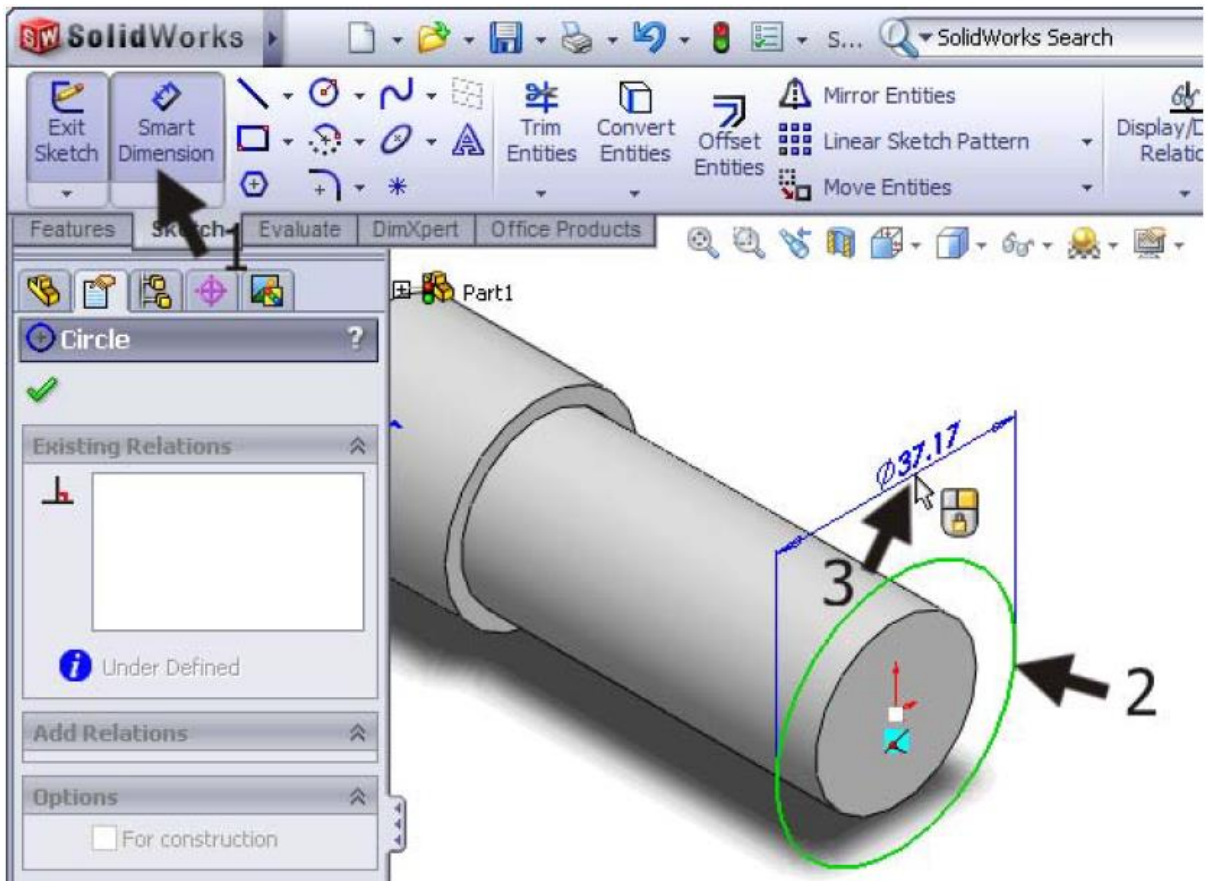 SolidWorks S... SolidWorks Search
Exit Sketch
Smart Dimension
Trim Entities
Convert Entities
Offset Entities
Mirror Entities
Linear Sketch Pattern
Move Entities
Display/D
Relatio
Features Sketch Evaluate DimXpert Office Products
1
Part1
Circle ?
Existing Relations
Under Defined
Add Relations
Options
For construction
Ø37.17
3
2